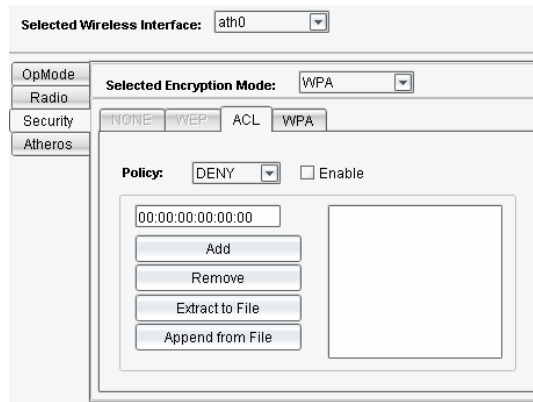 Selected Wireless Interface: ath0
OpMode
Radio
Security
Atheros
Selected Encryption Mode: WPA
NONE WEP ACL WPA
Policy: DENY Enable
00:00:00:00:00:00
Add
Remove
Extract to File
Append from File